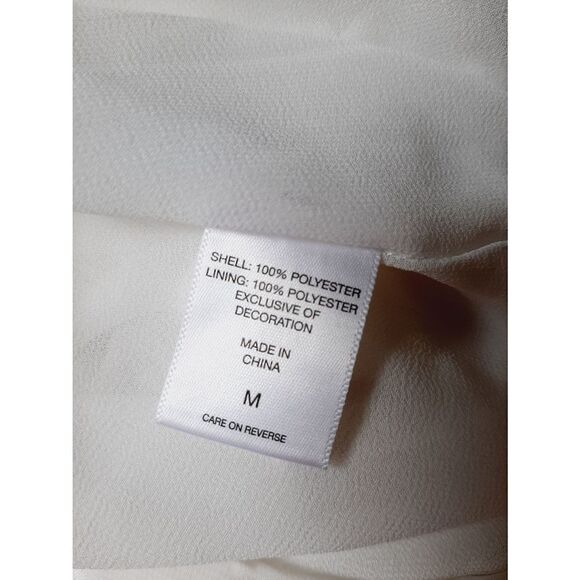 SHELL: 100% POLYESTER
LINING: 100% POLYESTER
EXCLUSIVE OF
DECORATION
MADE IN
CHINA
M
CARE ON REVERSE